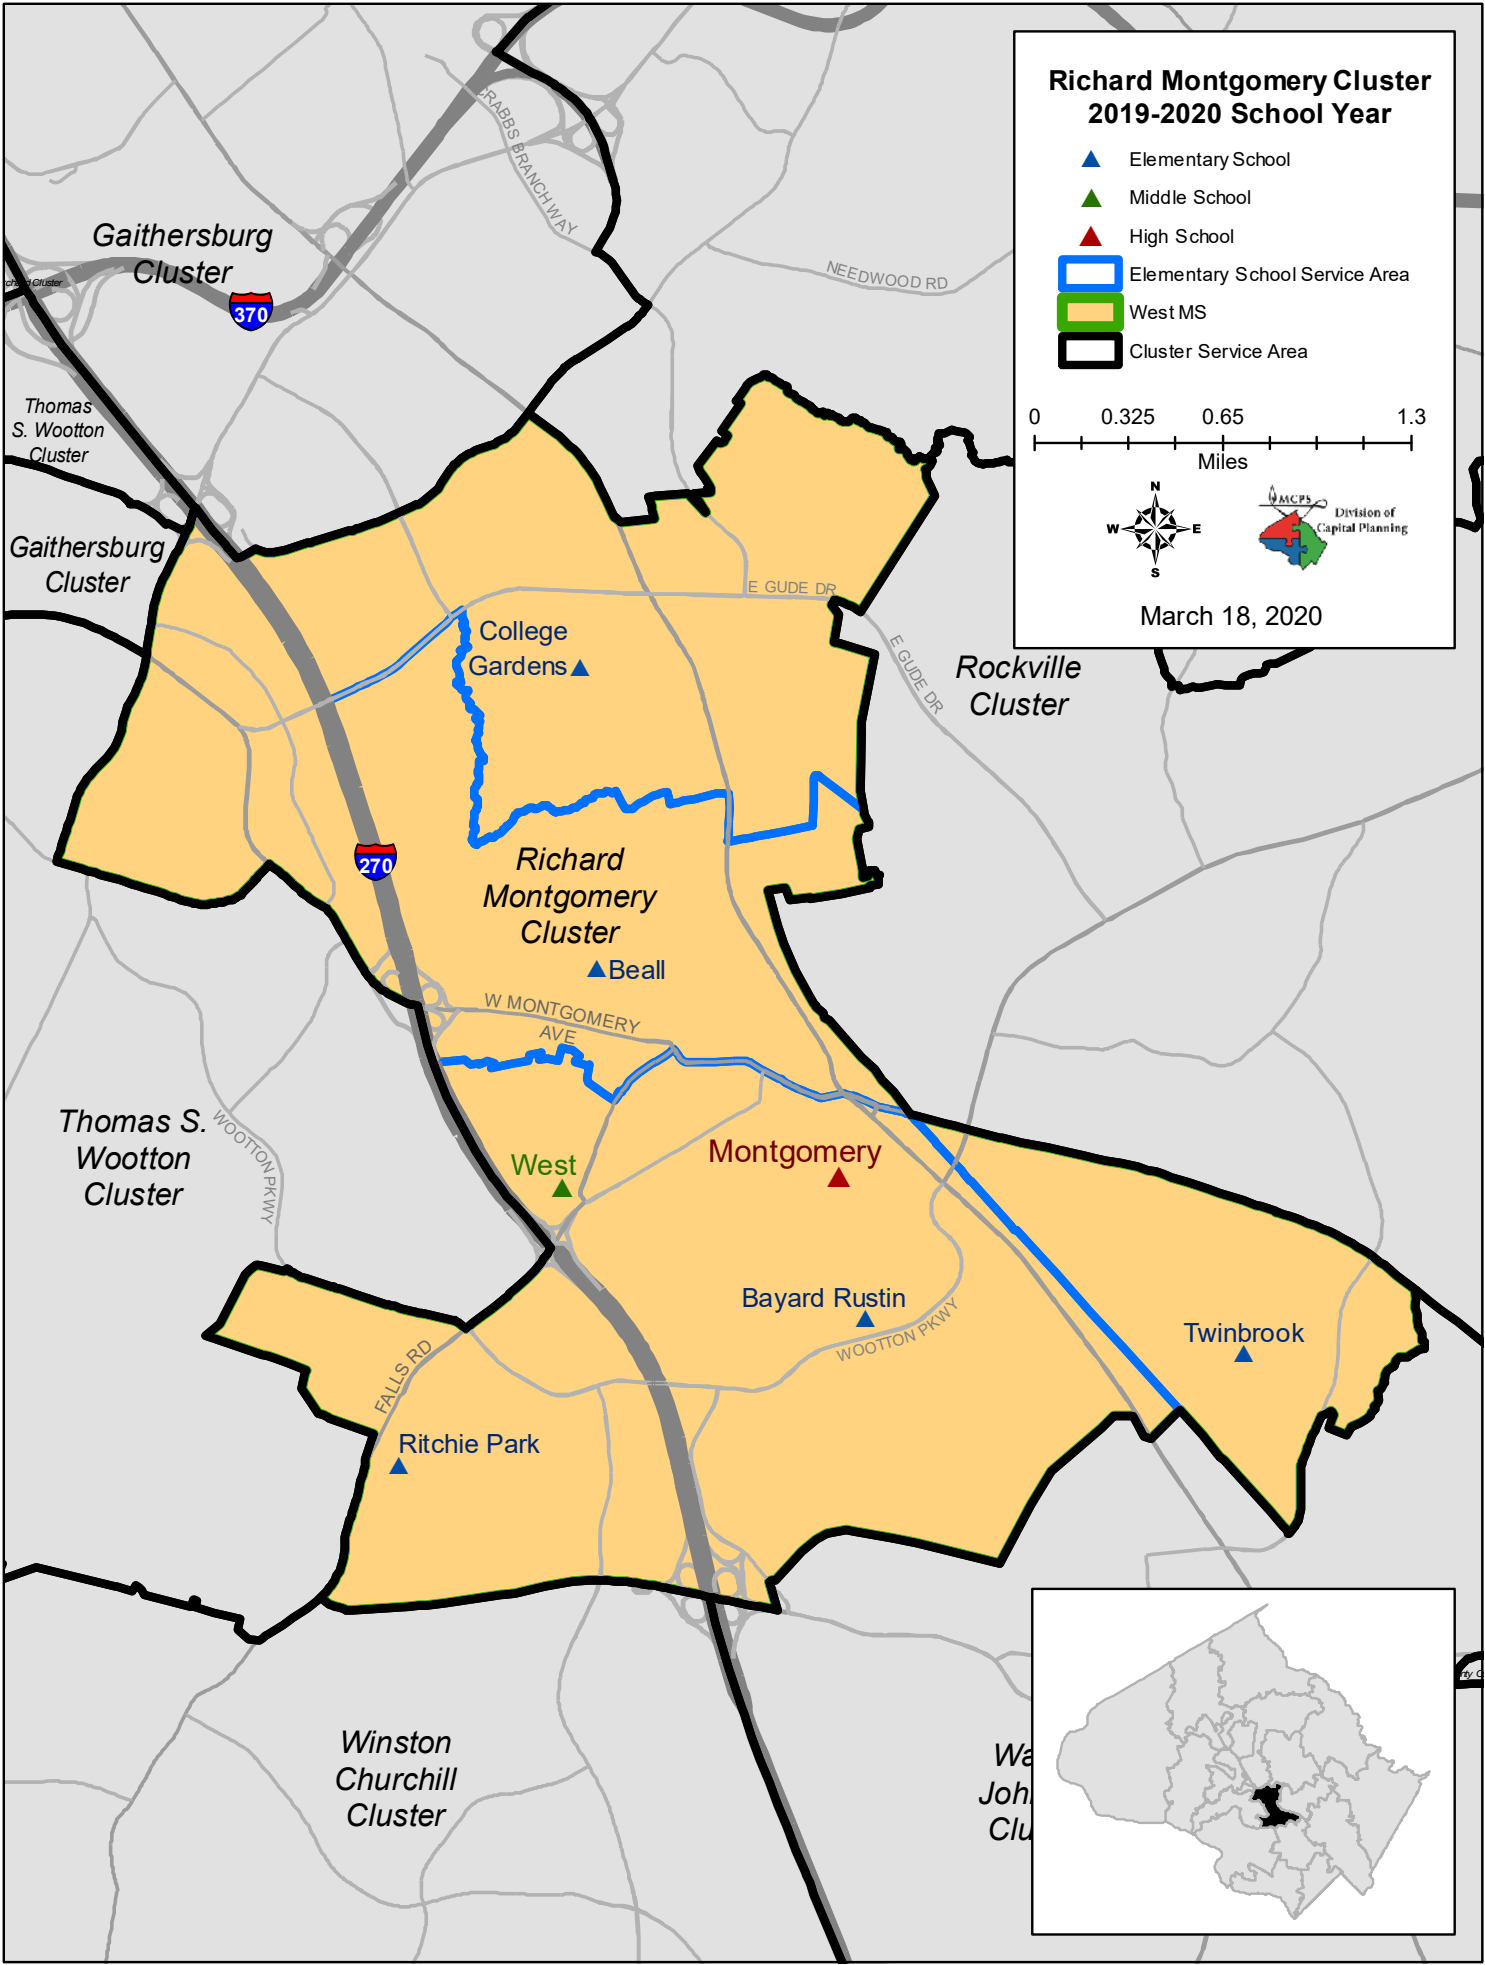 Richard Montgomery Cluster
2019-2020 School Year
Elementary School
Middle School
High School
Elementary School Service Area
West MS
Cluster Service Area
0 0.325 0.65 1.3
Miles
N
W E
S
MCPS
Division of
Capital Planning
March 18, 2020
CRABBS BRANCH WAY
Gaithersburg
Cluster
NEEDWOOD RD
Cluster
370
Thomas
S. Wootton
Cluster
Gaithersburg
Cluster
E GUDE DR
College
Gardens
E GUDE DR
Rockville
Cluster
270
Richard
Montgomery
Cluster
Beall
W MONTGOMERY
AVE
Thomas S.
Wootton
Cluster
WOOTTON PKWY
West
Montgomery
Bayard Rustin
WOOTTON PKWY
Twinbrook
FALLS RD
Ritchie Park
Winston
Churchill
Cluster
Wa
Joh
Clu